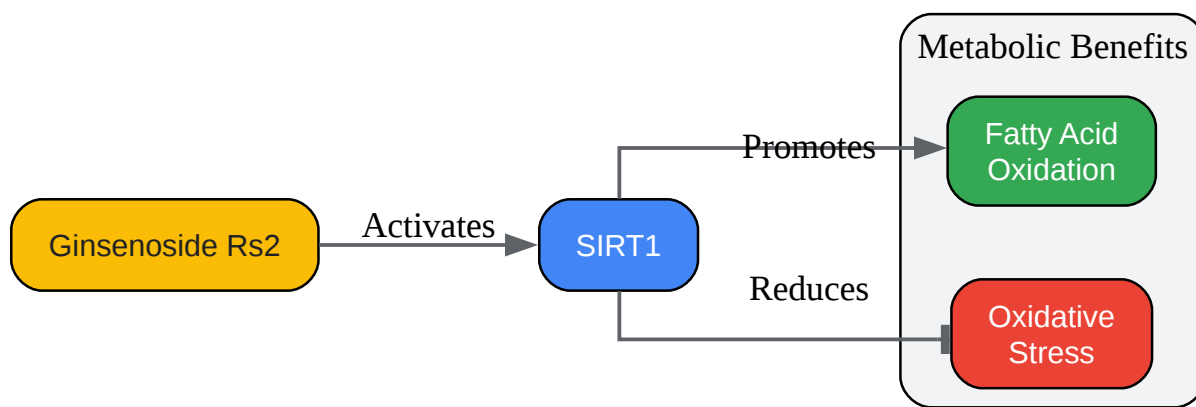 Metabolic Benefits
Fatty Acid
Oxidation
Promotes
Activates
Ginsenoside Rs2
SIRT1
Reduces
Oxidative
Stress